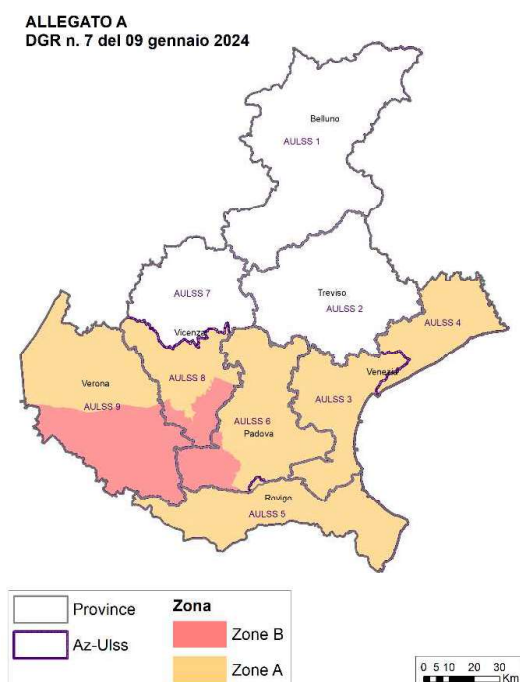 ALLEGATO A
DGR n. 7 del 09 gennaio 2024
Belluno
AULSS 1
AULSS 7
Treviso
AULSS 2
AULSS 4
Vicenza
Venezia
Verona
AULSS 8
AULSS 3
AULSS 9
AULSS 6
Padova
Rovigo
AULSS 5
Province
Az-Ulss
Zona
Zone B
Zone A
0 5 10 20 30
Km